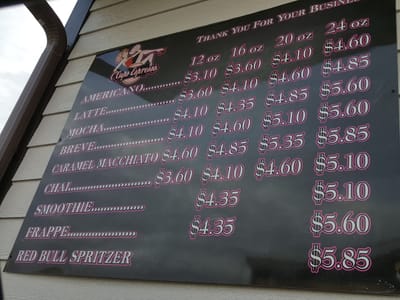 THANK YOU FOR YOUR BUSINESS
12 oz 16 oz 20 oz 24 oz
AMERICANO............ $3.10 $3.60 $4.10 $4.60
LATTE.................. $3.60 $4.10 $4.60 $4.85
MOCHA................ $4.10 $4.35 $4.85 $5.60
BREVE................. $4.10 $4.60 $5.60
CARAMEL MACCHIATO $4.60 $4.85 $5.35 $5.85
CHAI.................... $3.60 $4.10 $4.60 $5.10
SMOOTHIE.............. $4.35 $5.10
FRAPPE................. $4.35 $5.60
RED BULL SPRITZER $5.85